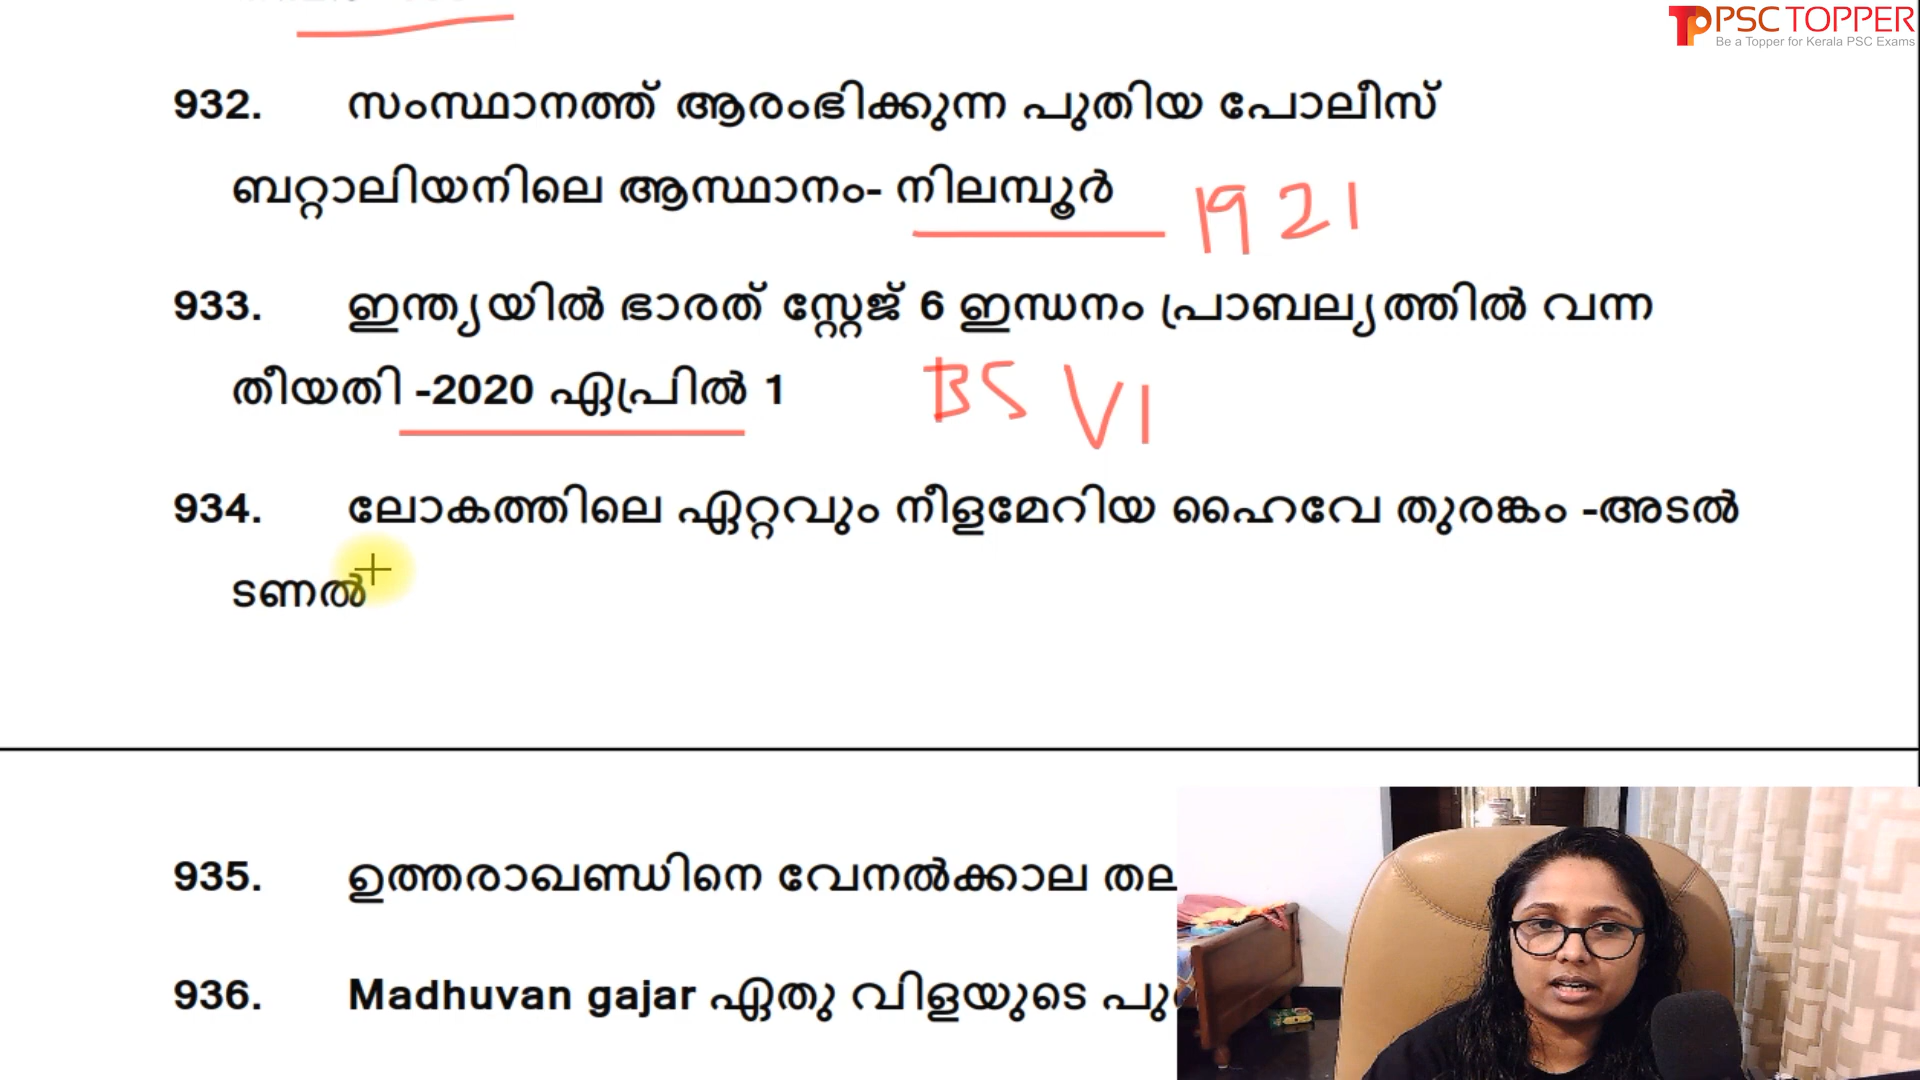 PSC TOPPER
Be a Topper for Kerala PSC Exams
932. സംസ്ഥാനത്ത് ആരംഭിക്കുന്ന പുതിയ പോലീസ്
ബറ്റാലിയനിലെ ആസ്ഥാനം- നിലമ്പൂർ 1921
933. ഇന്ത്യയിൽ ഭാരത് സ്റ്റേജ് 6 ഇന്ധനം പ്രാബല്യത്തിൽ വന്ന
തീയതി -2020 ഏപ്രിൽ 1 BS VI
934. ലോകത്തിലെ ഏറ്റവും നീളമേറിയ ഹൈവേ തുരങ്കം -അടൽ
ടണൽ
935. ഉത്തരാഖണ്ഡിനെ വേനൽക്കാല
936. Madhuvan gajar ഏതു വിളയുടെ